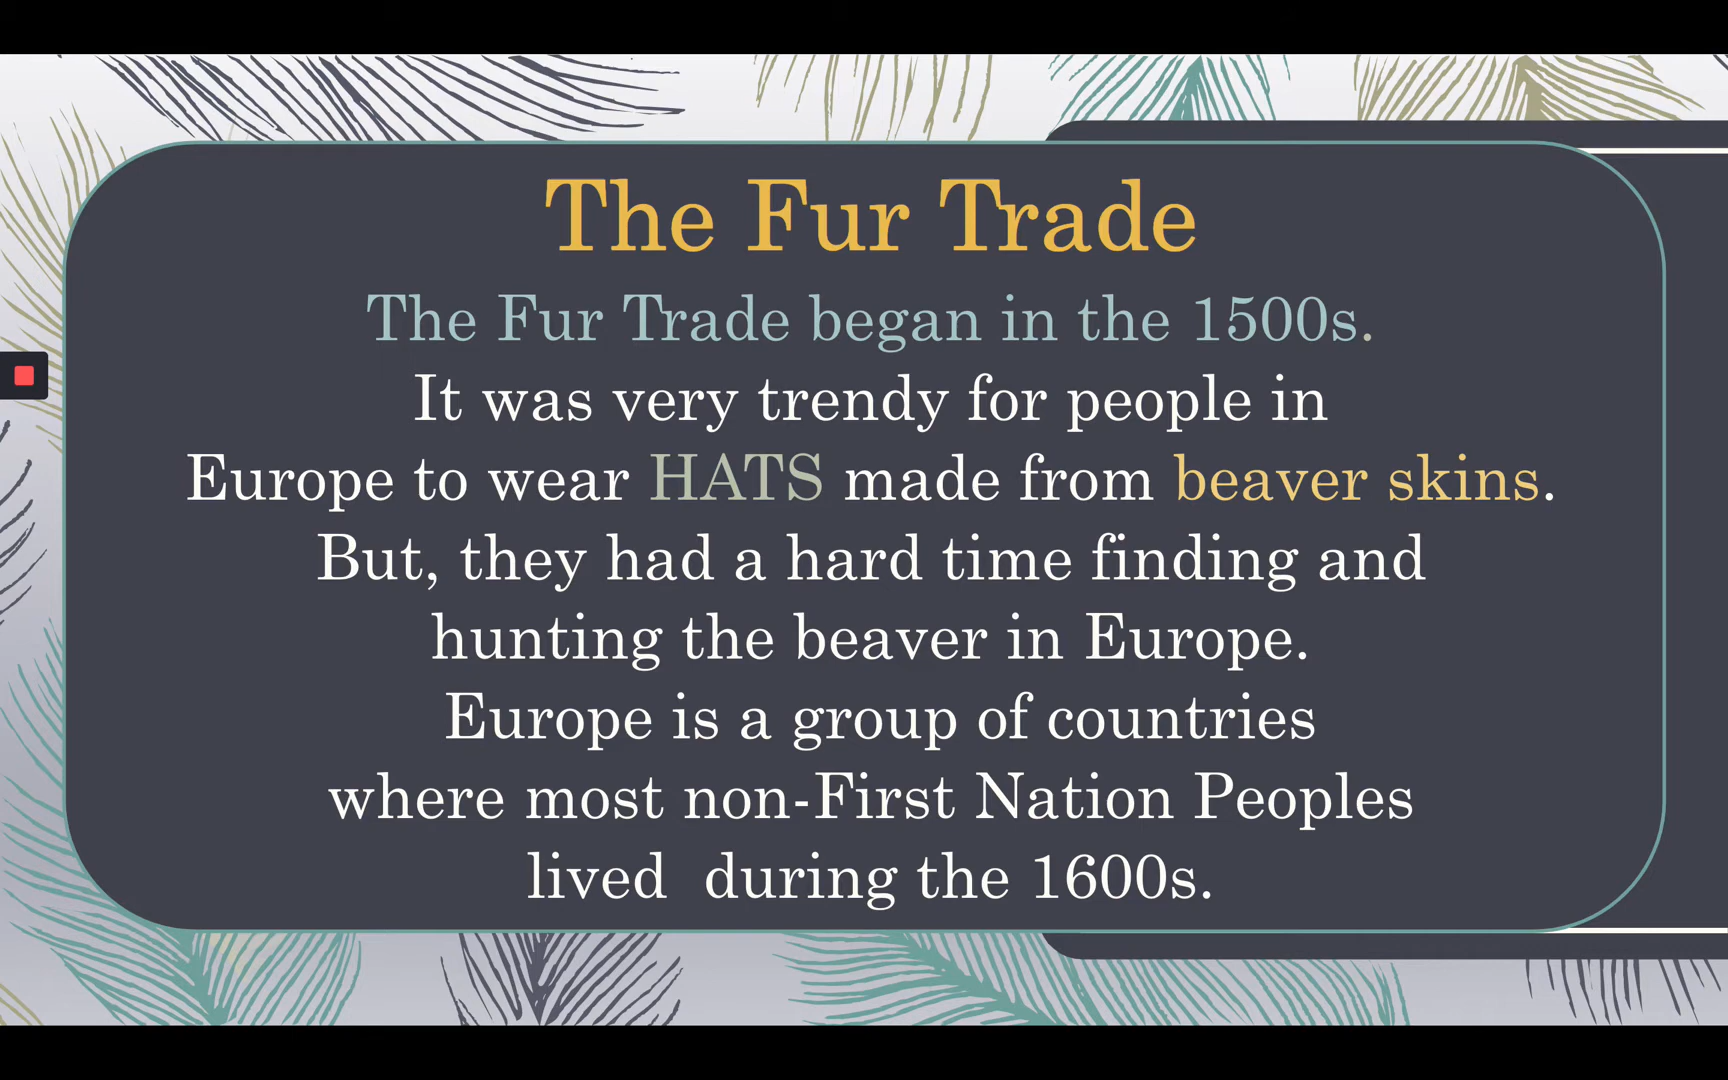 The Fur Trade
The Fur Trade began in the 1500s.
It was very trendy for people in
Europe to wear HATS made from beaver skins.
But, they had a hard time finding and
hunting the beaver in Europe.
Europe is a group of countries
where most non-First Nation Peoples
lived  during the 1600s.